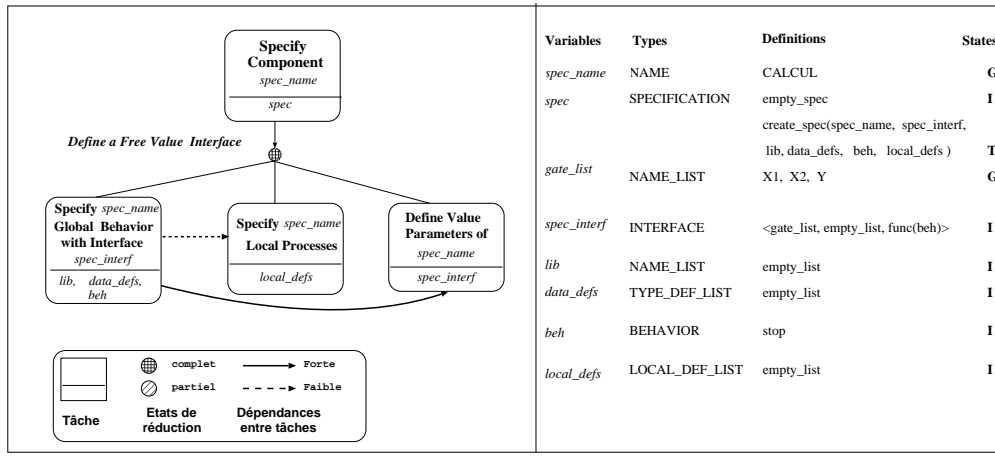 Specify
Component
spec_name
spec
Define a Free Value Interface
Specify spec_name
Global Behavior
with Interface
spec_interf
lib, data_defs,
beh
Specify spec_name
Local Processes
local_defs
Define Value
Parameters of
spec_name
spec_interf
complet
partiel
Forte
Faible
Tâche
Etats de
réduction
Dépendances
entre tâches
Variables Types Definitions States
spec_name NAME CALCUL G
spec SPECIFICATION empty_spec I
create_spec(spec_name, spec_interf,
lib, data_defs, beh, local_defs ) T
gate_list NAME_LIST X1, X2, Y G
spec_interf INTERFACE <gate_list, empty_list, func(beh)> I
lib NAME_LIST empty_list I
data_defs TYPE_DEF_LIST empty_list I
beh BEHAVIOR stop I
local_defs LOCAL_DEF_LIST empty_list I